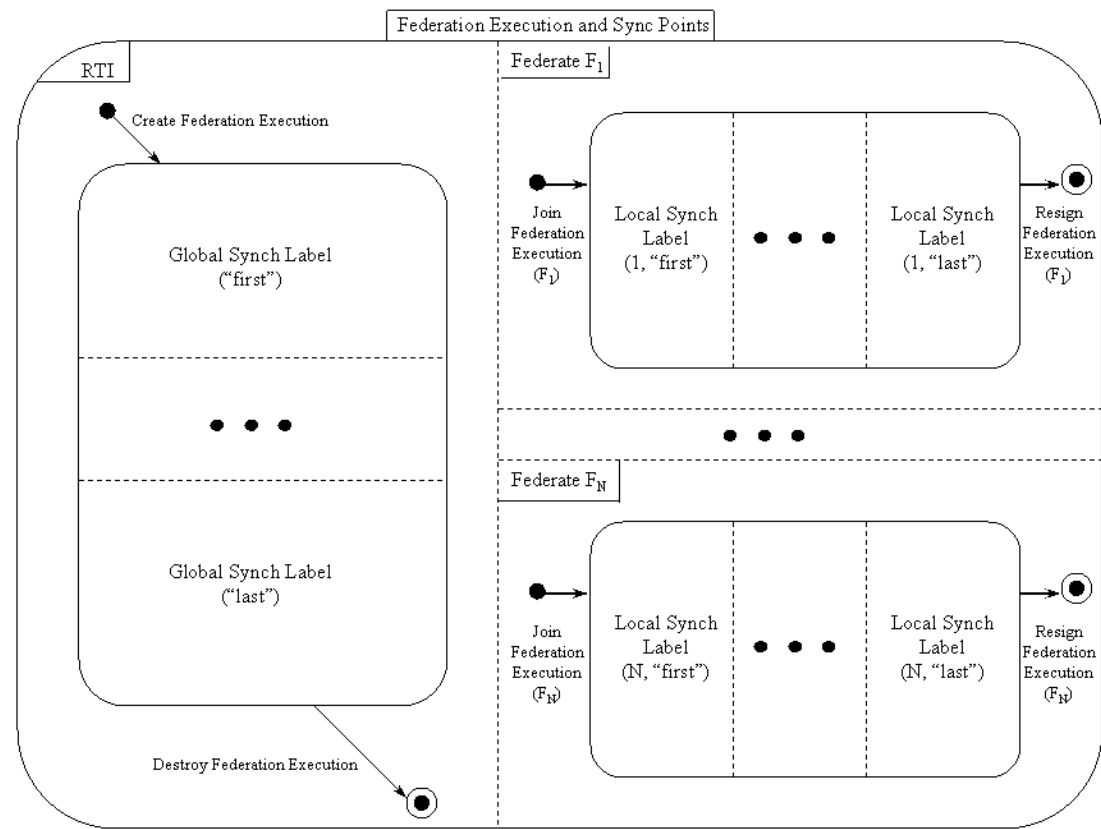 Federation Execution and Sync Points
RTI
Create Federation Execution
Global Synch Label
(“first”)
Global Synch Label
(“last”)
Destroy Federation Execution
Federate F1
Join
Federation
Execution
(F1)
Local Synch
Label
(1, “first”)
Local Synch
Label
(1, “last”)
Resign
Federation
Execution
(F1)
Federate FN
Join
Federation
Execution
(FN)
Local Synch
Label
(N, “first”)
Local Synch
Label
(N, “last”)
Resign
Federation
Execution
(FN)